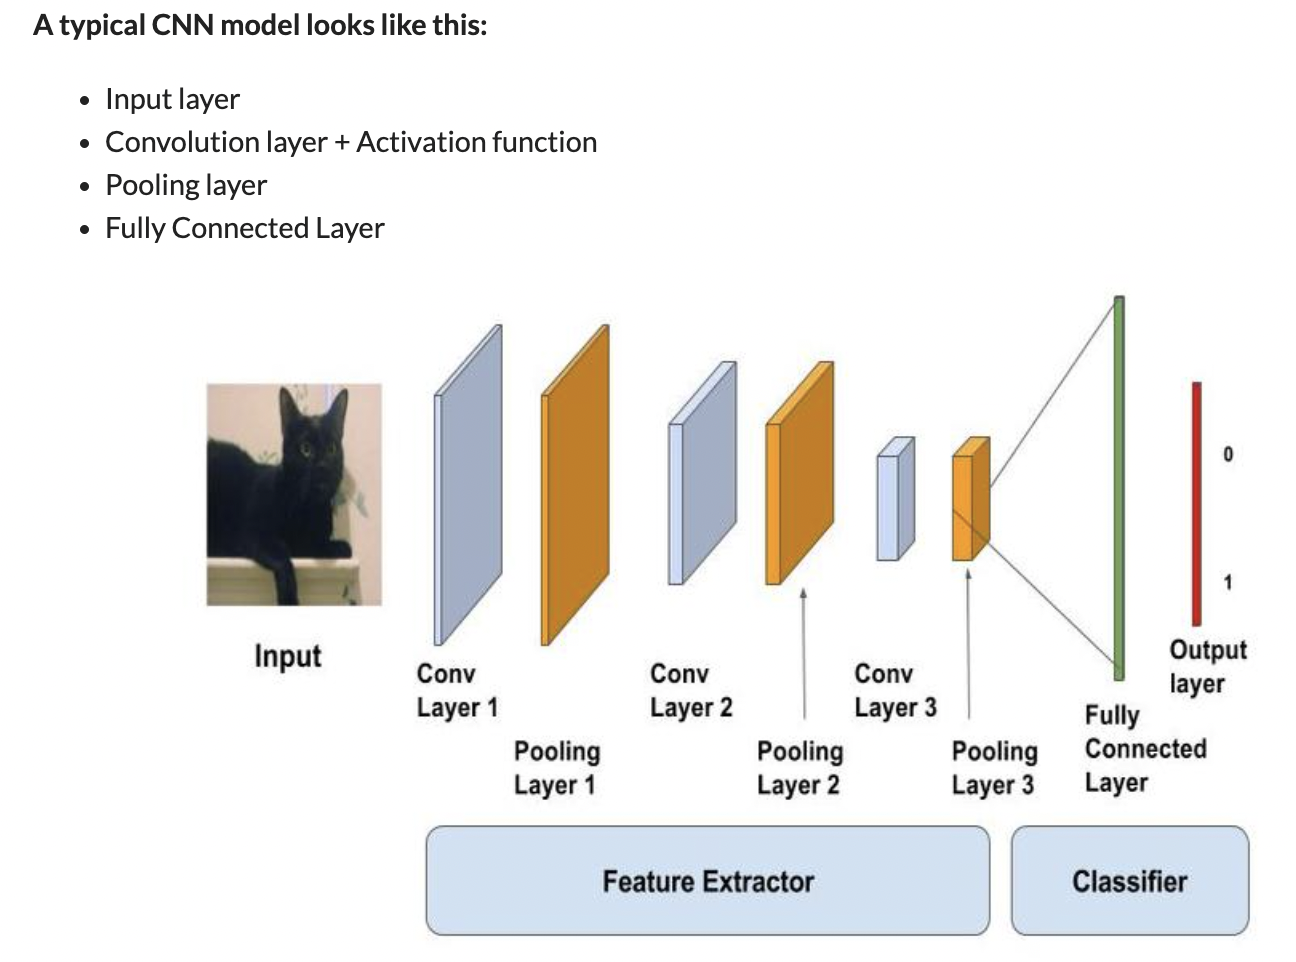 A typical CNN model looks like this:
• Input layer
• Convolution layer + Activation function
• Pooling layer
• Fully Connected Layer
Input
Conv
Layer 1
Pooling
Layer 1
Conv
Layer 2
Pooling
Layer 2
Conv
Layer 3
Pooling
Layer 3
Fully
Connected
Layer
0
1
Output
layer
Feature Extractor
Classifier